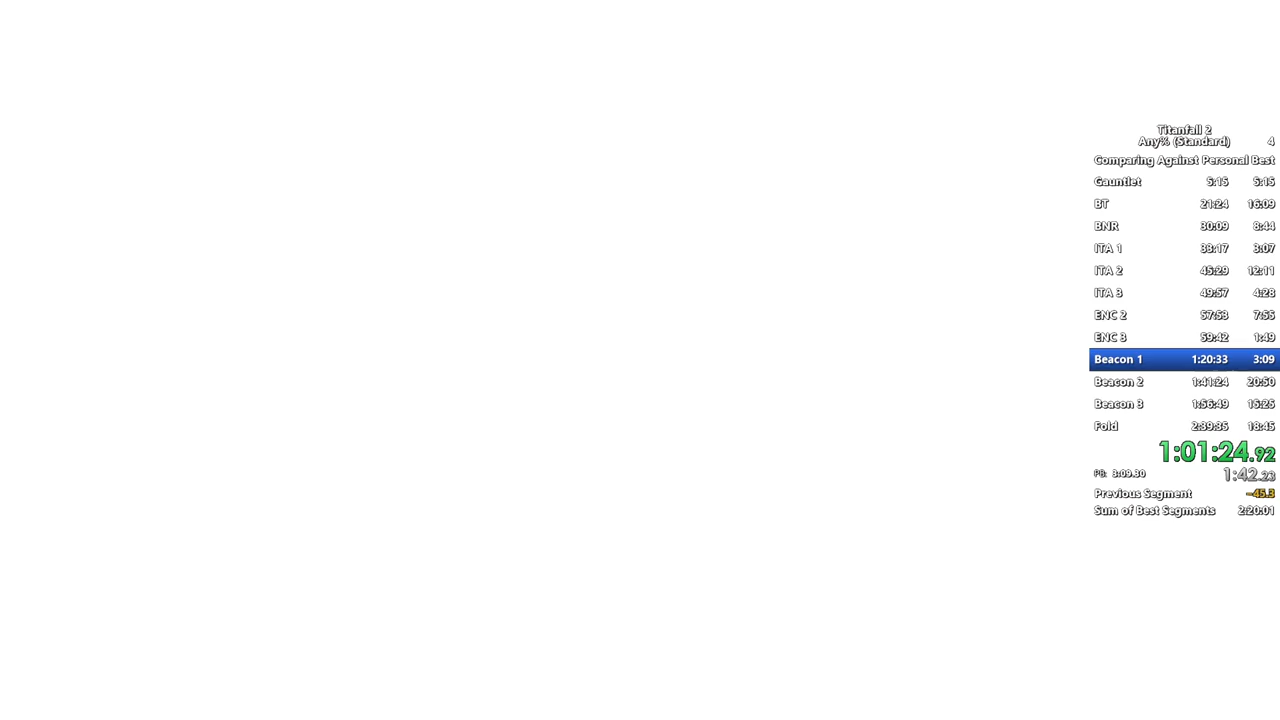 Titanfall 2
Any% (Standard) 4
Comparing Against Personal Best
Gauntlet 5:15 5:15
BT 21:24 16:09
BNR 30:09 8:44
ITA 1 33:17 3:07
ITA 2 45:29 12:11
ITA 3 49:57 4:28
ENC 2 57:53 7:55
ENC 3 59:42 1:49
Beacon 1 1:20:33 3:09
Beacon 2 1:41:24 20:50
Beacon 3 1:56:49 15:25
Fold 2:39:35 18:45
1:01:24.92
PB: 3:09.30 1:42.23
Previous Segment −45.3
Sum of Best Segments 2:20:01